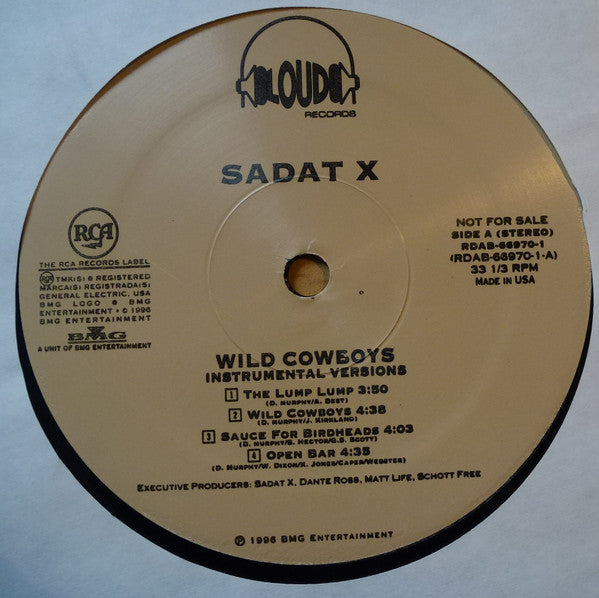 LOUD
RECORDS
SADAT X
RCA
THE RCA RECORDS LABEL
RCA TMK(S) ® REGISTERED
MARCA(S) REGISTRADA(S)
GENERAL ELECTRIC, USA
BMG LOGO ® BMG
ENTERTAINMENT • © 1996
BMG ENTERTAINMENT
BMG
A UNIT OF BMG ENTERTAINMENT
NOT FOR SALE
SIDE A (STEREO)
RDAB-66970-1
(RDAB-66970-1-A)
33 1/3 RPM
MADE IN USA
WILD COWBOYS
INSTRUMENTAL VERSIONS
1 THE LUMP LUMP 3:50
(D. MURPHY/A. BEST)
2 WILD COWBOYS 4:38
(D. MURPHY/J. KIRKLAND)
3 SAUCE FOR BIRDHEADS 4:03
(D. MURPHY/B. HECTOR/G.S. SCOTY)
4 OPEN BAR 4:35
(D. MURPHY/W. DIXON/K. JONES/CAPER/WEBSTER)
EXECUTIVE PRODUCERS: SADAT X, DANTE ROSS, MATT LIFE, SCHOTT FREE
℗ 1996 BMG ENTERTAINMENT